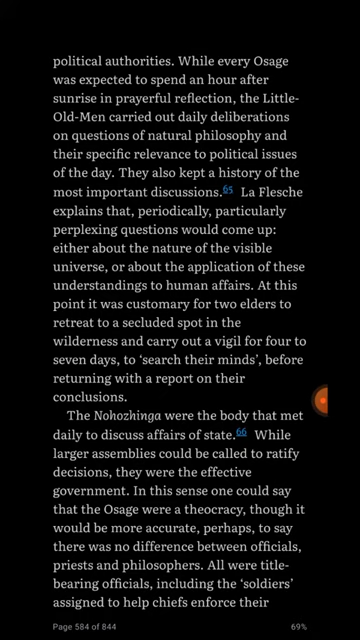 political authorities. While every Osage
was expected to spend an hour after
sunrise in prayerful reflection, the Little-
Old-Men carried out daily deliberations
on questions of natural philosophy and
their specific relevance to political issues
of the day. They also kept a history of the
most important discussions.65 La Flesche
explains that, periodically, particularly
perplexing questions would come up:
either about the nature of the visible
universe, or about the application of these
understandings to human affairs. At this
point it was customary for two elders to
retreat to a secluded spot in the
wilderness and carry out a vigil for four to
seven days, to ‘search their minds’, before
returning with a report on their
conclusions.
The Nohozhinga were the body that met
daily to discuss affairs of state.66 While
larger assemblies could be called to ratify
decisions, they were the effective
government. In this sense one could say
that the Osage were a theocracy, though it
would be more accurate, perhaps, to say
there was no difference between officials,
priests and philosophers. All were title-
bearing officials, including the ‘soldiers’
assigned to help chiefs enforce their
Page 584 of 844 69%